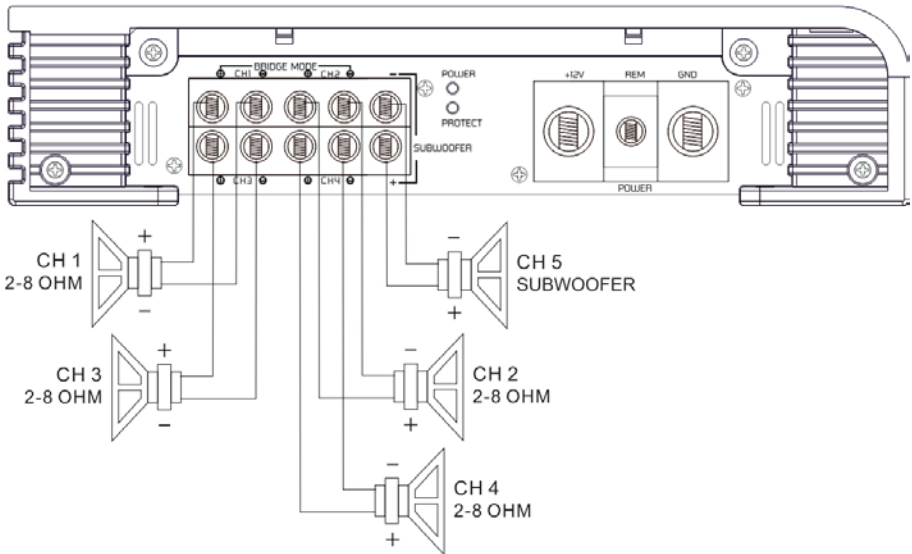 BRIDGE MODE
⊕ CH1 ⊖ ⊕ CH2 ⊖ −
POWER
PROTECT
SUBWOOFER
⊕ CH3 ⊖ ⊕ CH4 ⊖ +
+12V REM GND
POWER
+
CH 1
2-8 OHM
−
−
CH 5
SUBWOOFER
+
+
CH 3
2-8 OHM
−
−
CH 2
2-8 OHM
+
−
CH 4
2-8 OHM
+